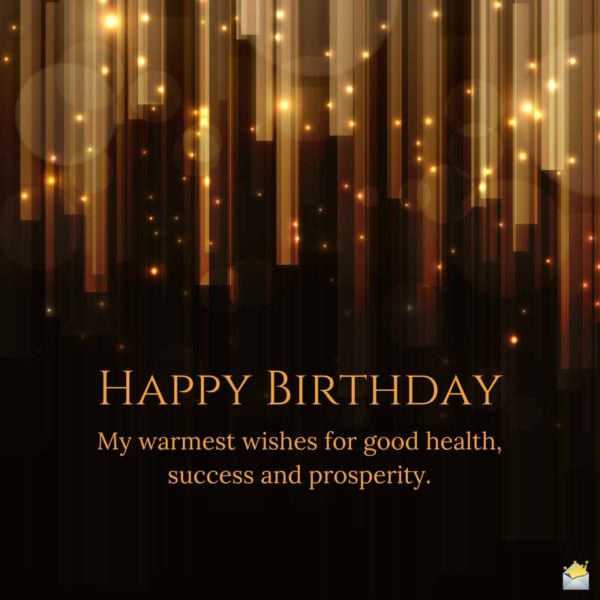 Happy Birthday
My warmest wishes for good health,
success and prosperity.